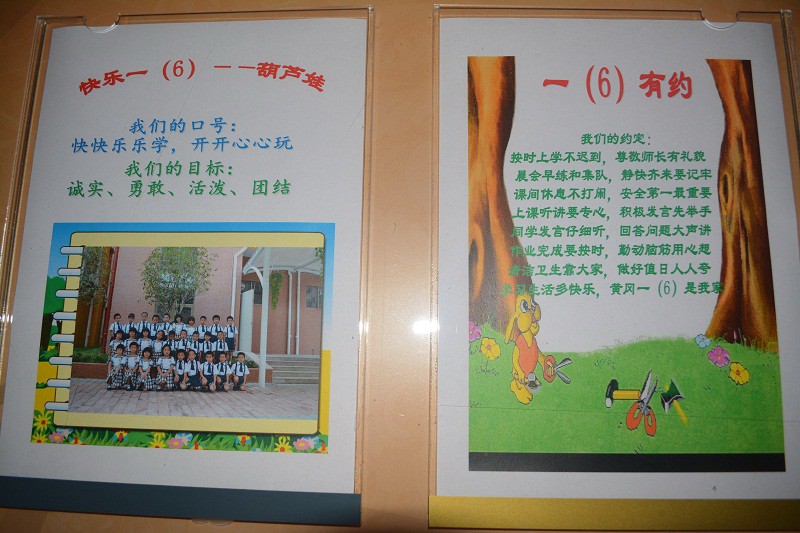 快乐一（6）——葫芦娃
我们的口号：
快快乐乐学，开开心心玩
我们的目标：
诚实、勇敢、活泼、团结
一（6）有约
我们的约定：
按时上学不迟到，尊敬师长有礼貌
晨会早练和集队，静快齐来要记牢
课间休息不打闹，安全第一最重要
上课听讲要专心，积极发言先举手
同学发言仔细听，回答问题大声讲
作业完成要按时，勤动脑筋用心想
卫生靠大家，做好值日人人夸
生活多快乐，黄冈一（6）是我家